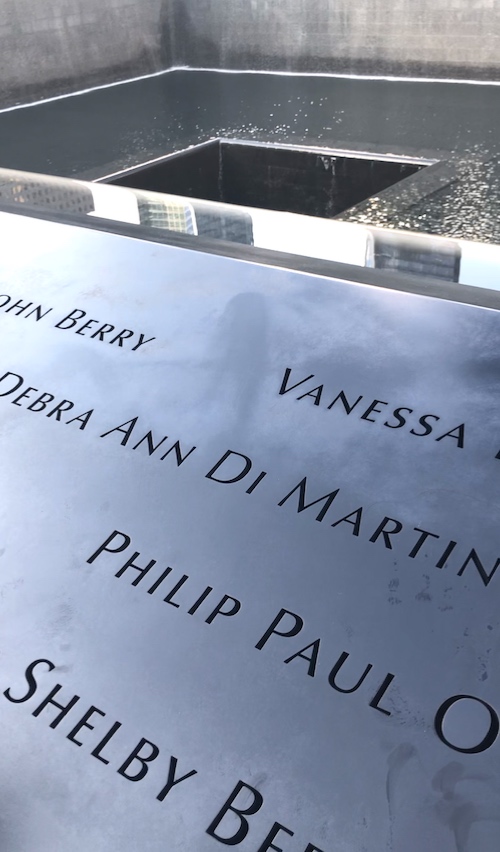 OHN BERRY
VANESSA
DEBRA ANN DI MARTIN
PHILIP PAUL O
SHELBY BE